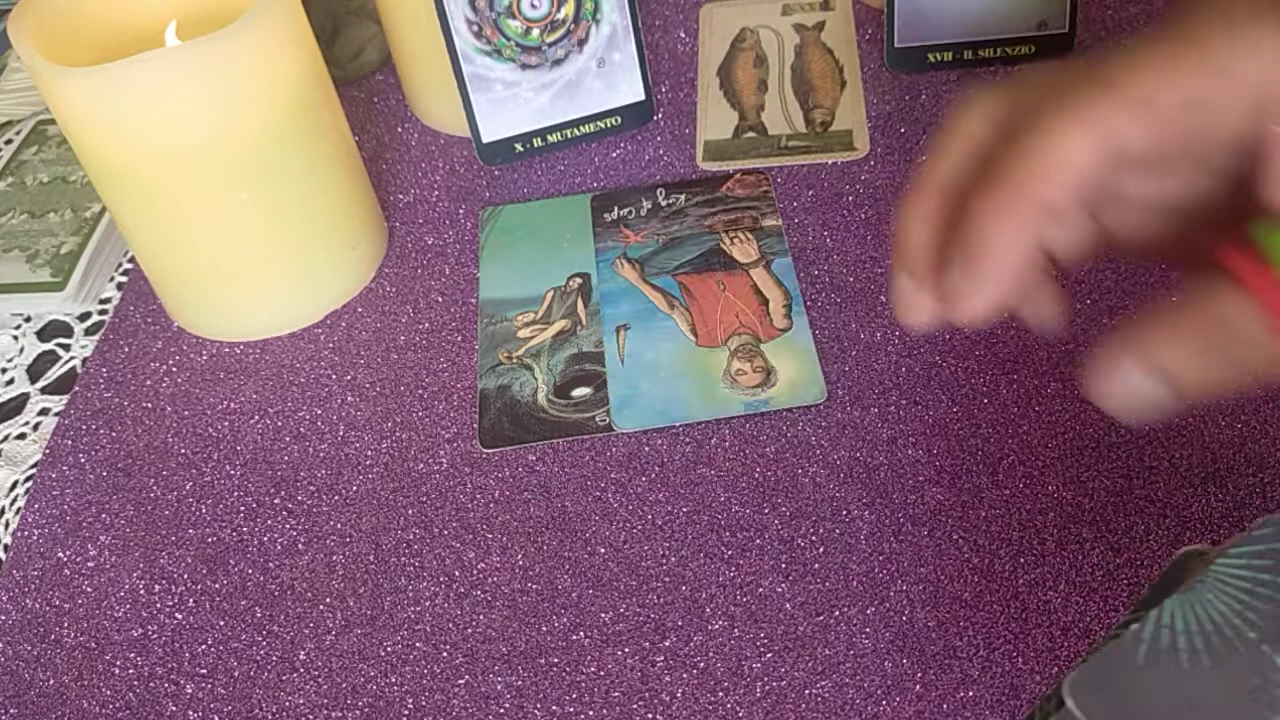 X - IL MUTAMENTO
XVII - IL SILENZIO
King of Cups